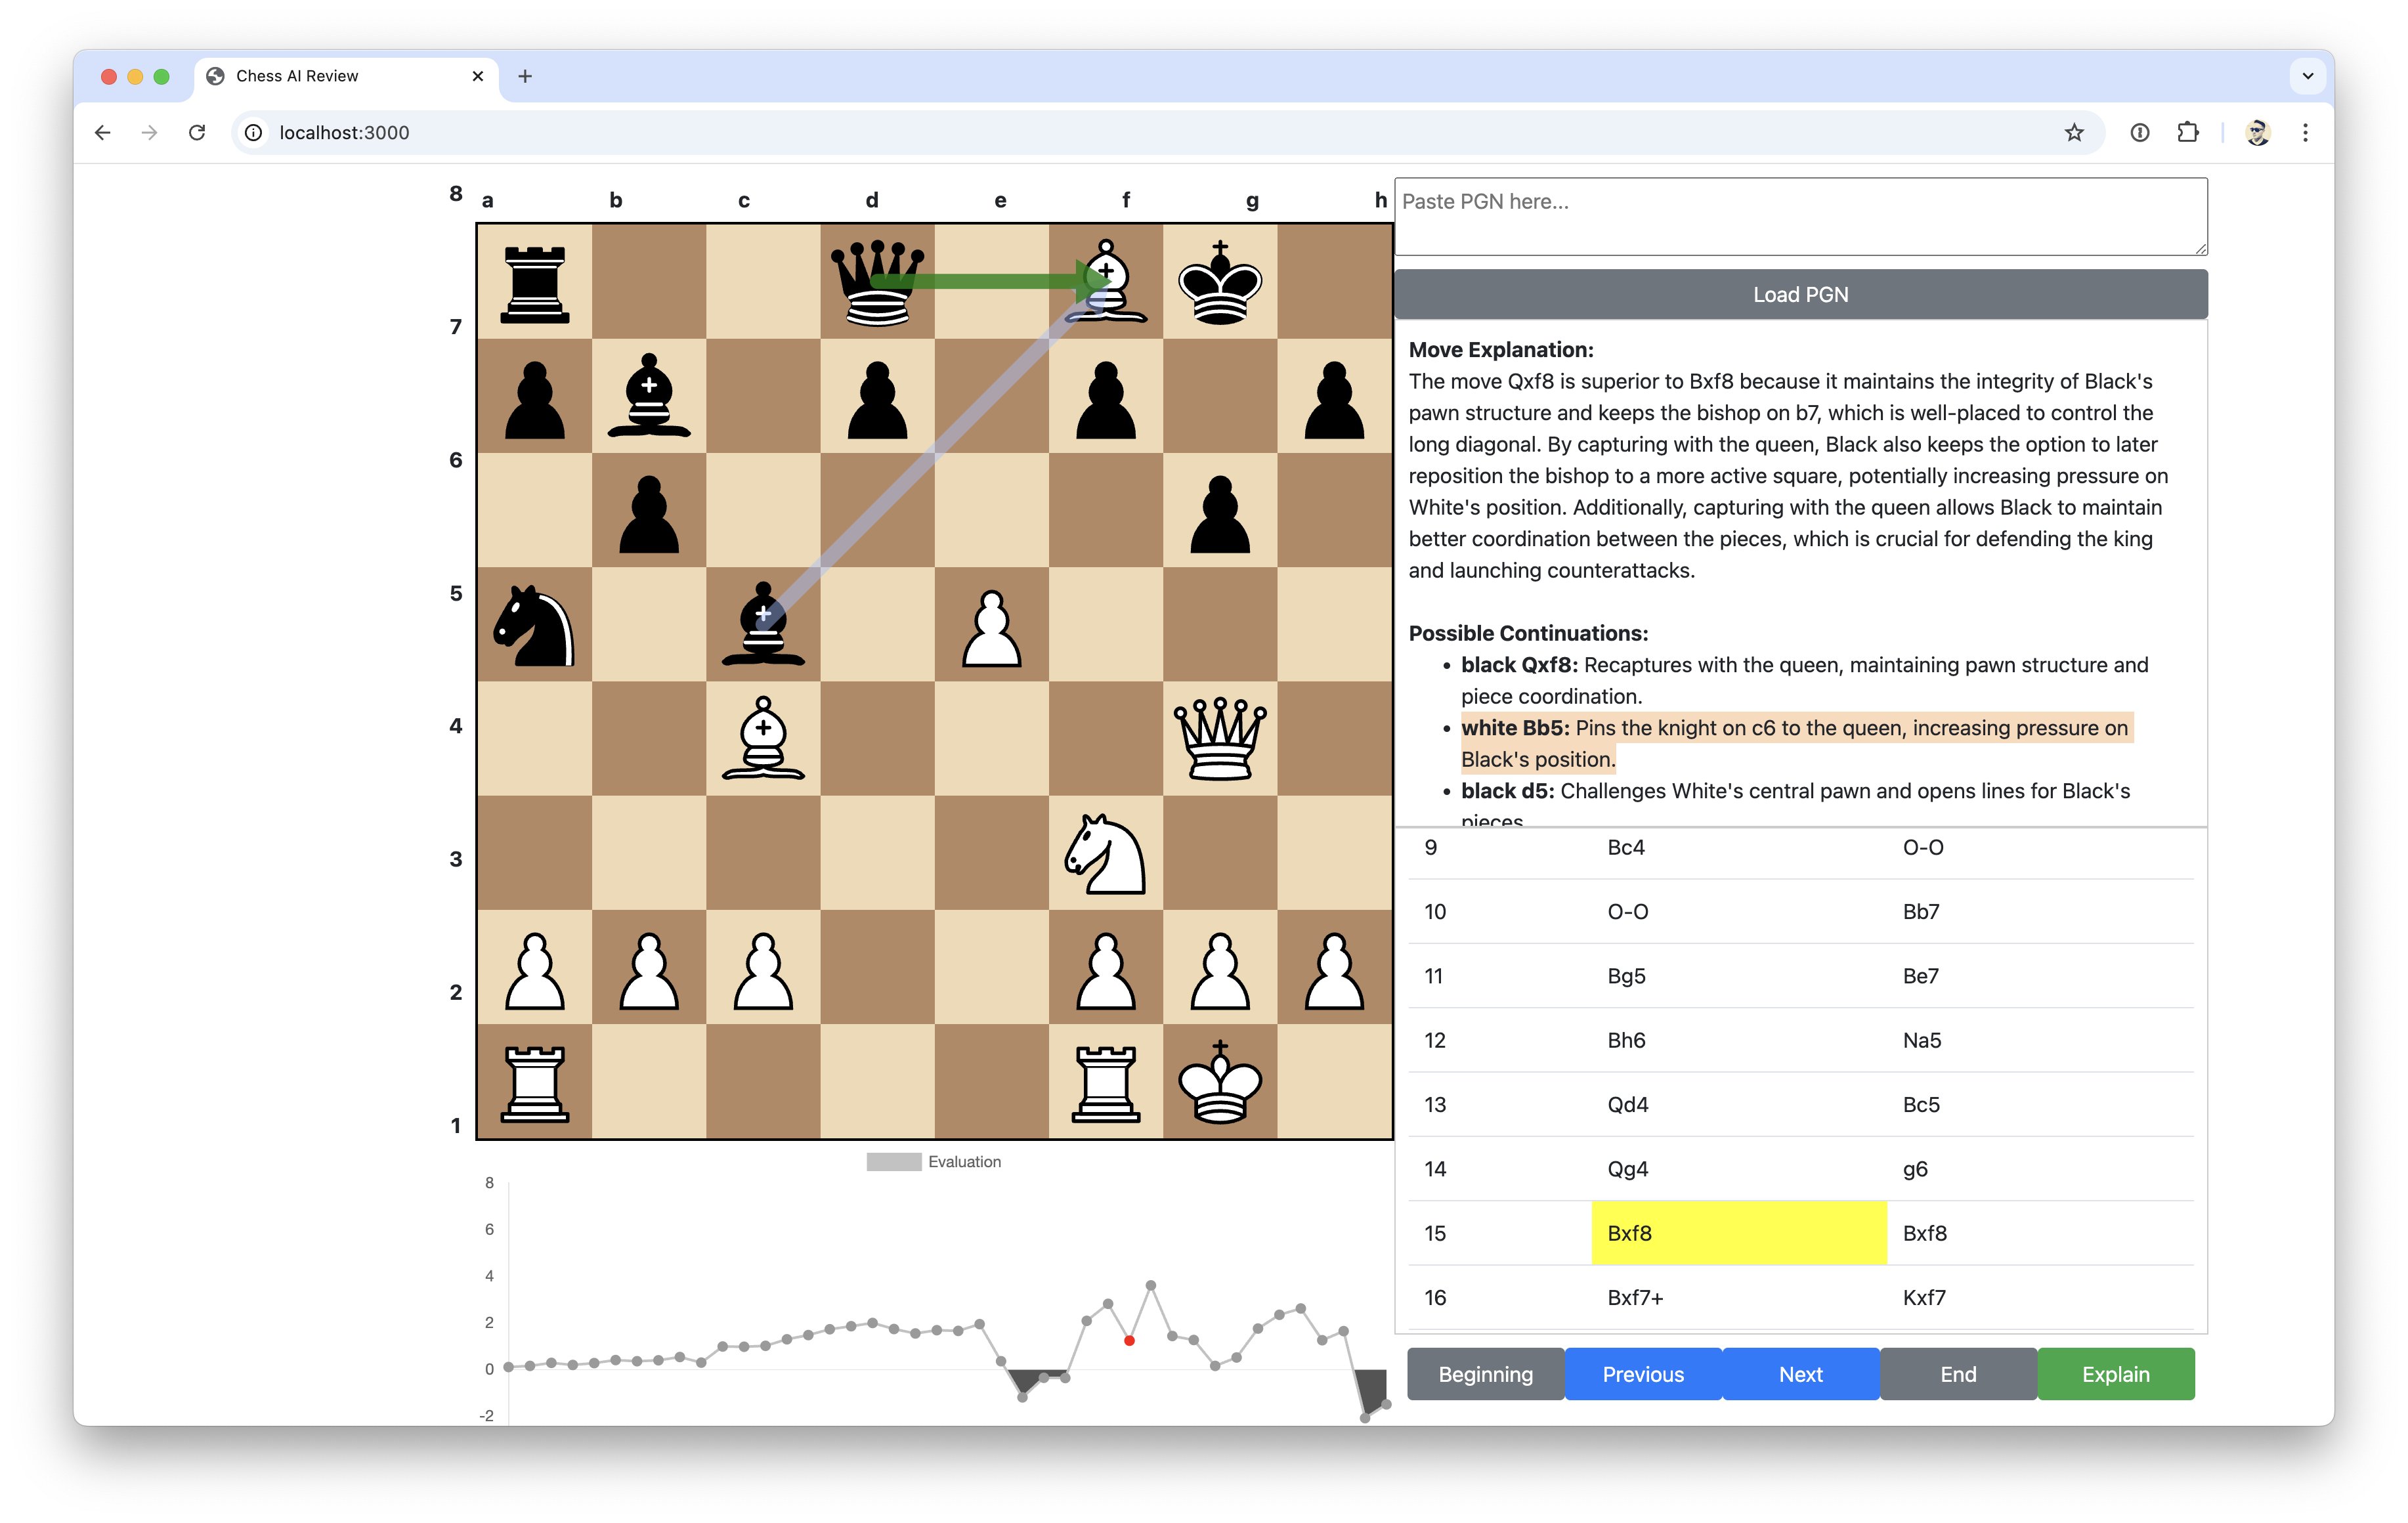 Chess AI Review
localhost:3000
8 a b c d e f g h
7
6
5
4
3
2
1
Evaluation
8
6
4
2
0
-2
Paste PGN here...
Load PGN
Move Explanation:
The move Qxf8 is superior to Bxf8 because it maintains the integrity of Black's
pawn structure and keeps the bishop on b7, which is well-placed to control the
long diagonal. By capturing with the queen, Black also keeps the option to later
reposition the bishop to a more active square, potentially increasing pressure on
White's position. Additionally, capturing with the queen allows Black to maintain
better coordination between the pieces, which is crucial for defending the king
and launching counterattacks.
Possible Continuations:
• black Qxf8: Recaptures with the queen, maintaining pawn structure and
piece coordination.
• white Bb5: Pins the knight on c6 to the queen, increasing pressure on
Black's position.
• black d5: Challenges White's central pawn and opens lines for Black's
pieces
9 Bc4 O-O
10 O-O Bb7
11 Bg5 Be7
12 Bh6 Na5
13 Qd4 Bc5
14 Qg4 g6
15 Bxf8 Bxf8
16 Bxf7+ Kxf7
Beginning Previous Next End Explain